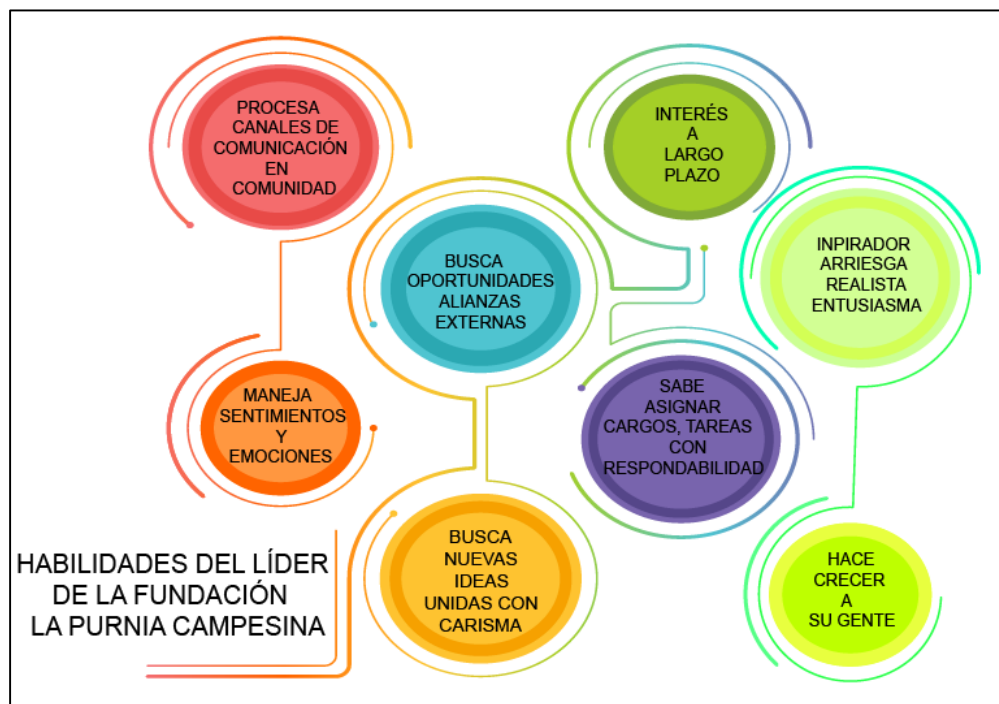 PROCESA
CANALES DE
COMUNICACIÓN
EN
COMUNIDAD
INTERÉS
A
LARGO
PLAZO
BUSCA
OPORTUNIDADES
ALIANZAS
EXTERNAS
INPIRADOR
ARRIESGA
REALISTA
ENTUSIASMA
MANEJA
SENTIMIENTOS
Y
EMOCIONES
SABE
ASIGNAR
CARGOS, TAREAS
CON
RESPONDABILIDAD
BUSCA
NUEVAS
IDEAS
UNIDAS CON
CARISMA
HACE
CRECER
A
SU GENTE
HABILIDADES DEL LÍDER
DE LA FUNDACIÓN
LA PURNIA CAMPESINA